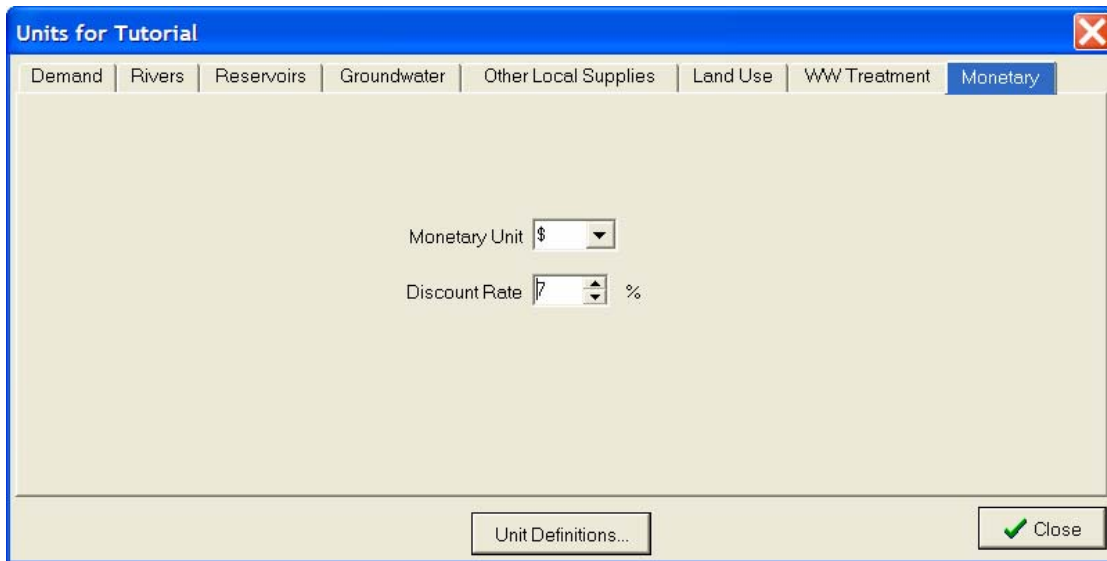 Units for Tutorial
Demand Rivers Reservoirs Groundwater Other Local Supplies Land Use WW Treatment Monetary
Monetary Unit $
Discount Rate 7 %
Unit Definitions...
Close